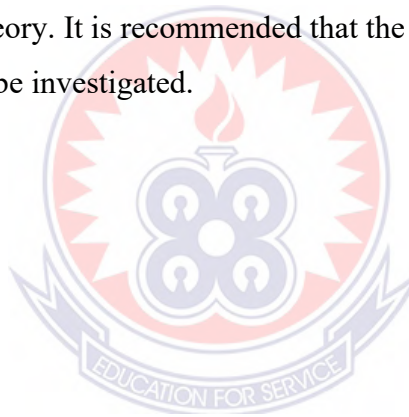 eory. It is recommended that the
be investigated.
EDUCATION FOR SERVICE